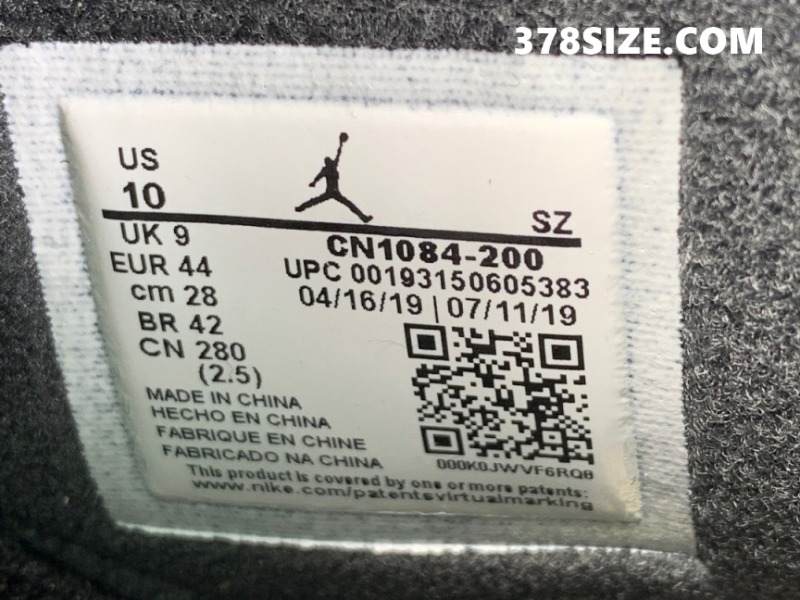 378SIZE.COM
US
10
SZ
UK 9
CN1084-200
EUR 44
UPC 00193150605383
cm 28
04/16/19 | 07/11/19
BR 42
CN 280
(2.5)
MADE IN CHINA
HECHO EN CHINA
FABRIQUE EN CHINE
FABRICADO NA CHINA
000K0JWVF6RQ8
This product is covered by one or more patents:
www.nike.com/patentsvirtualmarking